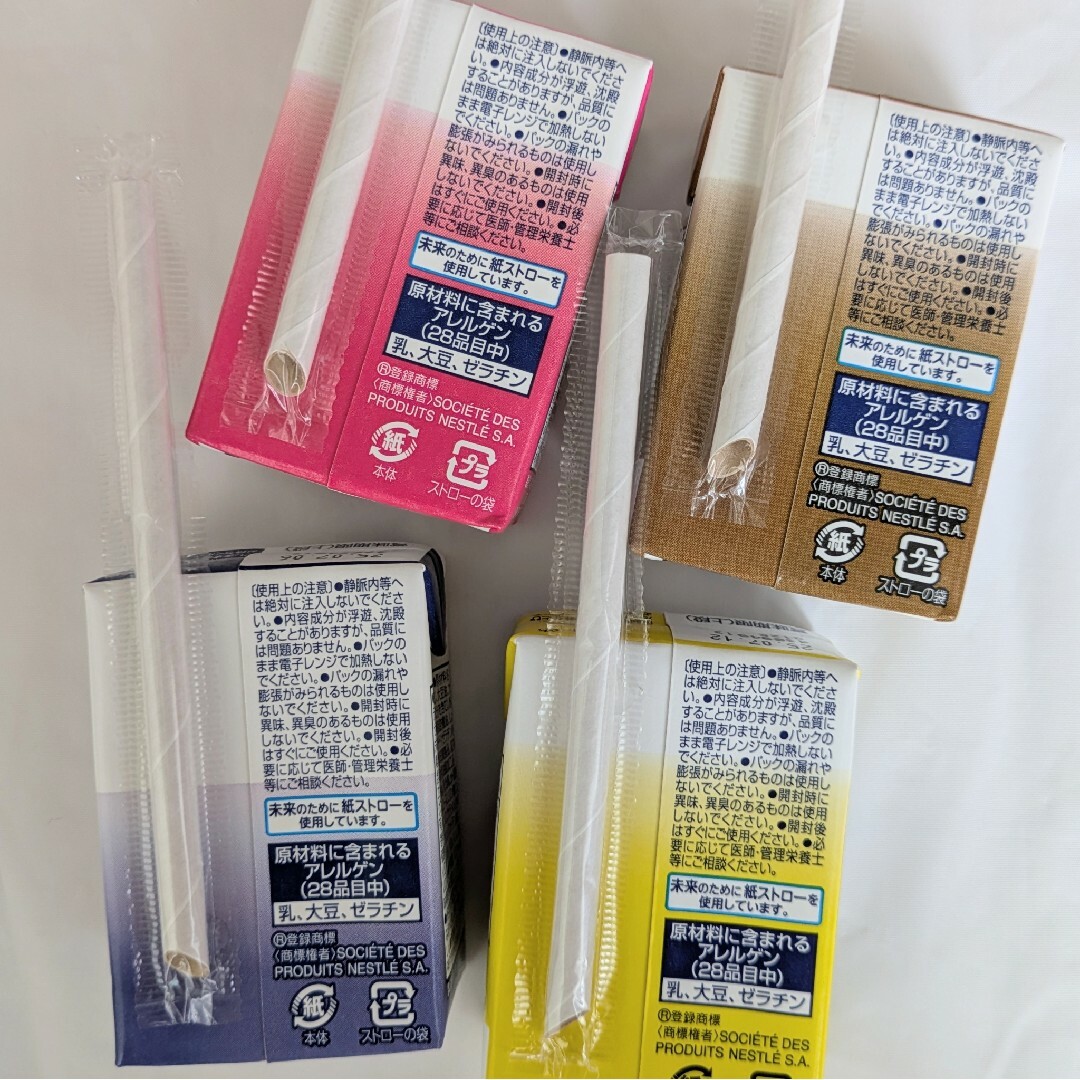 〔使用上の注意〕●静脈内等へ
は絶対に注入しないでくださ
い。●内容成分が浮遊、沈殿
することがありますが、品質に
は問題ありません。●パックの
まま電子レンジで加熱しない
でください。●パックの漏れや
膨張がみられるものは使用し
ないでください。●開封時に
異味、異臭のあるものは使用
しないでください。●開封後
はすぐにご使用ください。●必
要に応じて医師・管理栄養士
等にご相談ください。
未来のために紙ストローを
使用しています。
原材料に含まれる
アレルゲン
(28品目中)
乳、大豆、ゼラチン
Ⓡ登録商標
〈商標権者〉SOCIÉTÉ DES
PRODUITS NESTLÉ S.A.
紙
本体
プラ
ストローの袋
〔使用上の注意〕●静脈内等へ
は絶対に注入しないでくださ
い。●内容成分が浮遊、沈殿
することがありますが、品質に
は問題ありません。●パックの
まま電子レンジで加熱しない
でください。●パックの漏れや
膨張がみられるものは使用し
ないでください。●開封時に
異味、異臭のあるものは使用
しないでください。●開封後
はすぐにご使用ください。●必
要に応じて医師・管理栄養士
等にご相談ください。
未来のために紙ストローを
使用しています。
原材料に含まれる
アレルゲン
(28品目中)
乳、大豆、ゼラチン
Ⓡ登録商標
〈商標権者〉SOCIÉTÉ DES
PRODUITS NESTLÉ S.A.
紙
本体
プラ
ストローの袋
〔使用上の注意〕●静脈内等へ
は絶対に注入しないでくださ
い。●内容成分が浮遊、沈殿
することがありますが、品質に
は問題ありません。●パックの
まま電子レンジで加熱しない
でください。●パックの漏れや
膨張がみられるものは使用し
ないでください。●開封時に
異味、異臭のあるものは使用
しないでください。●開封後
はすぐにご使用ください。●必
要に応じて医師・管理栄養士
等にご相談ください。
未来のために紙ストローを
使用しています。
原材料に含まれる
アレルゲン
(28品目中)
乳、大豆、ゼラチン
Ⓡ登録商標
〈商標権者〉SOCIÉTÉ DES
PRODUITS NESTLÉ S.A.
紙
本体
プラ
ストローの袋
〔使用上の注意〕●静脈内等へ
は絶対に注入しないでくださ
い。●内容成分が浮遊、沈殿
することがありますが、品質に
は問題ありません。●パックの
まま電子レンジで加熱しない
でください。●パックの漏れや
膨張がみられるものは使用し
ないでください。●開封時に
異味、異臭のあるものは使用
しないでください。●開封後
はすぐにご使用ください。●必
要に応じて医師・管理栄養士
等にご相談ください。
未来のために紙ストローを
使用しています。
原材料に含まれる
アレルゲン
(28品目中)
乳、大豆、ゼラチン
Ⓡ登録商標
〈商標権者〉SOCIÉTÉ DES
PRODUITS NESTLÉ S.A.